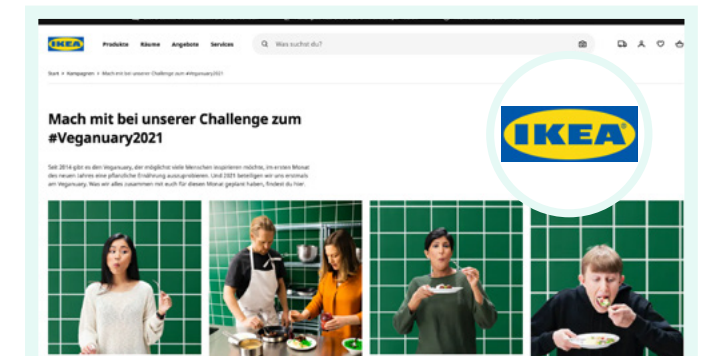 IKEA
Produkte Räume Angebote Services
Was suchst du?
Start > Kampagnen > Mach mit bei unserer Challenge zum #Veganuary2021
Mach mit bei unserer Challenge zum
#Veganuary2021
IKEA
Seit 2014 gibt es den Veganuary, der möglichst viele Menschen inspirieren möchte, im ersten Monat
des neuen Jahres eine pflanzliche Ernährung auszuprobieren. Und 2021 beteiligen wir uns erstmals
am Veganuary. Was wir alles zusammen mit euch für diesen Monat geplant haben, findest du hier.